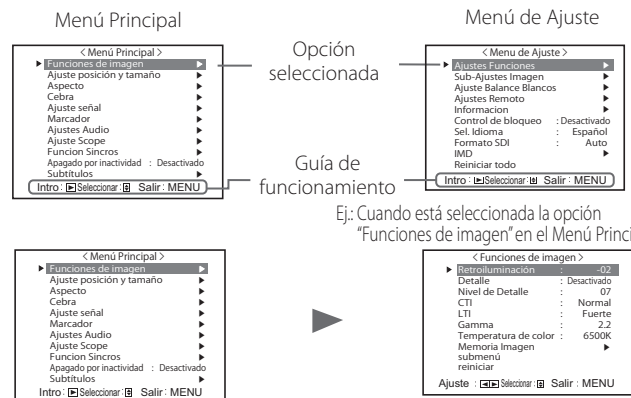 Menú Principal
< Menú Principal >
Funciones de imagen
Ajuste posición y tamaño
Aspecto
Cebra
Ajuste señal
Marcador
Ajustes Audio
Ajuste Scope
Funcion Sincros
Apagado por inactividad : Desactivado
Subtítulos
Intro: Seleccionar: Salir: MENU
Opción
seleccionada
Guía de
funcionamiento
Menú de Ajuste
< Menu de Ajuste >
Ajustes Funciones
Sub-Ajustes Imagen
Ajuste Balance Blancos
Ajustes Remoto
Informacion
Control de bloqueo : Desactivado
Sel. Idioma : Español
Formato SDI : Auto
IMD
Reiniciar todo
Intro: Seleccionar: Salir: MENU
Ej.: Cuando está seleccionada la opción
"Funciones de imagen" en el Menú Princi
< Menú Principal >
Funciones de imagen
Ajuste posición y tamaño
Aspecto
Cebra
Ajuste señal
Marcador
Ajustes Audio
Ajuste Scope
Funcion Sincros
Apagado por inactividad : Desactivado
Subtítulos
Intro: Seleccionar: Salir: MENU
< Funciones de imagen >
Retroiluminación : -02
Detalle : Desactivado
Nivel de Detalle : 07
CTI : Normal
LTI : Fuerte
Gamma : 2.2
Temperatura de color : 6500K
Memoria Imagen
submenú
reiniciar
Ajuste : Seleccionar: Salir : MENU